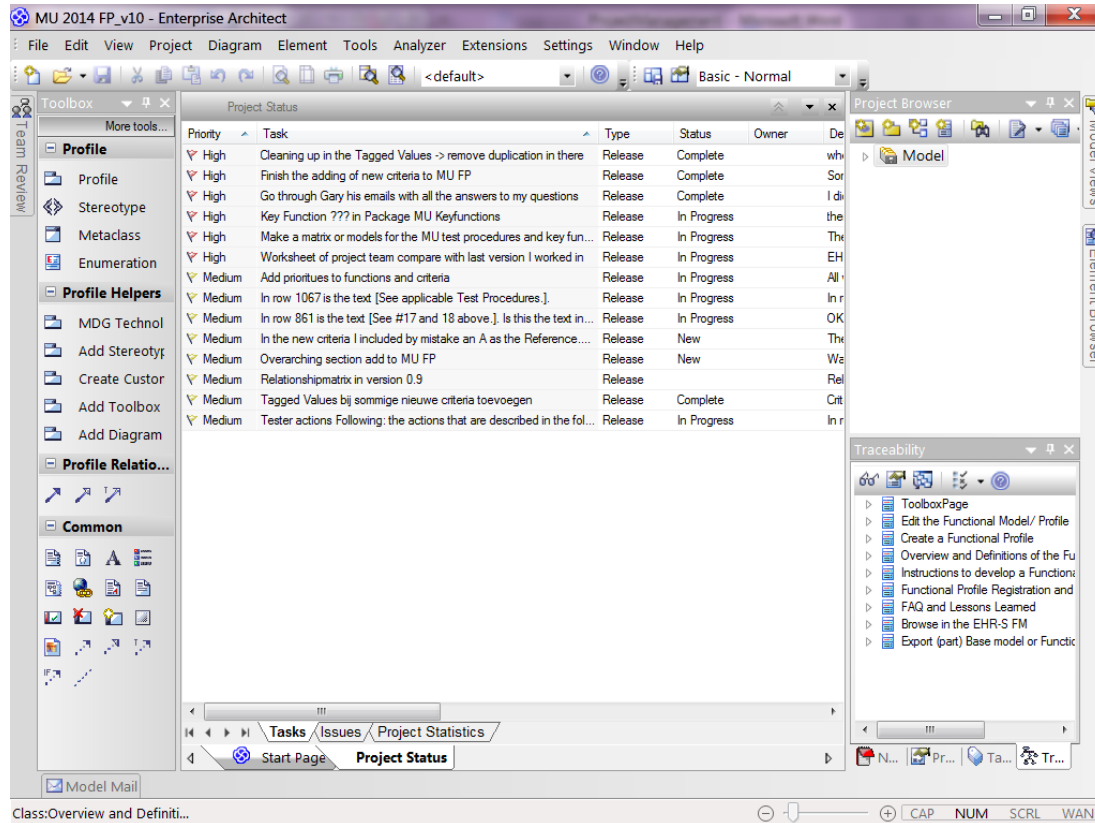 MU 2014 FP_v10 - Enterprise Architect
File Edit View Project Diagram Element Tools Analyzer Extensions Settings Window Help
<default> Basic - Normal
Team Review
Toolbox
More tools...
Profile
Profile
Stereotype
Metaclass
Enumeration
Profile Helpers
MDG Technol
Add Stereotyp
Create Custor
Add Toolbox
Add Diagram
Profile Relatio...
Common
Project Status
Priority Task Type Status Owner De
High Cleaning up in the Tagged Values -> remove duplication in there Release Complete whe
High Finish the adding of new criteria to MU FP Release Complete Sor
High Go through Gary his emails with all the answers to my questions Release Complete I di
High Key Function ??? in Package MU Keyfunctions Release In Progress the
High Make a matrix or models for the MU test procedures and key fun... Release In Progress The
High Worksheet of project team compare with last version I worked in Release In Progress EH
Medium Add prioritues to functions and criteria Release In Progress All
Medium In row 1067 is the text [See applicable Test Procedures.]. Release In Progress In r
Medium In row 861 is the text [See #17 and 18 above.]. Is this the text in... Release In Progress OK
Medium In the new criteria I included by mistake an A as the Reference.... Release New The
Medium Overarching section add to MU FP Release New Wa
Medium Relationshipmatrix in version 0.9 Release Rel
Medium Tagged Values bij sommige nieuwe criteria toevoegen Release Complete Crit
Medium Tester actions Following: the actions that are described in the fol... Release In Progress In r
Tasks Issues Project Statistics
Start Page Project Status
Project Browser
Model
Traceability
ToolboxPage
Edit the Functional Model/ Profile
Create a Functional Profile
Overview and Definitions of the Fu
Instructions to develop a Functiona
Functional Profile Registration and
FAQ and Lessons Learned
Browse in the EHR-S FM
Export (part) Base model or Functic
N... Pr... Ta... Tr...
Model Views
Element Browser
Model Mail
Class:Overview and Definiti... CAP NUM SCRL WAN